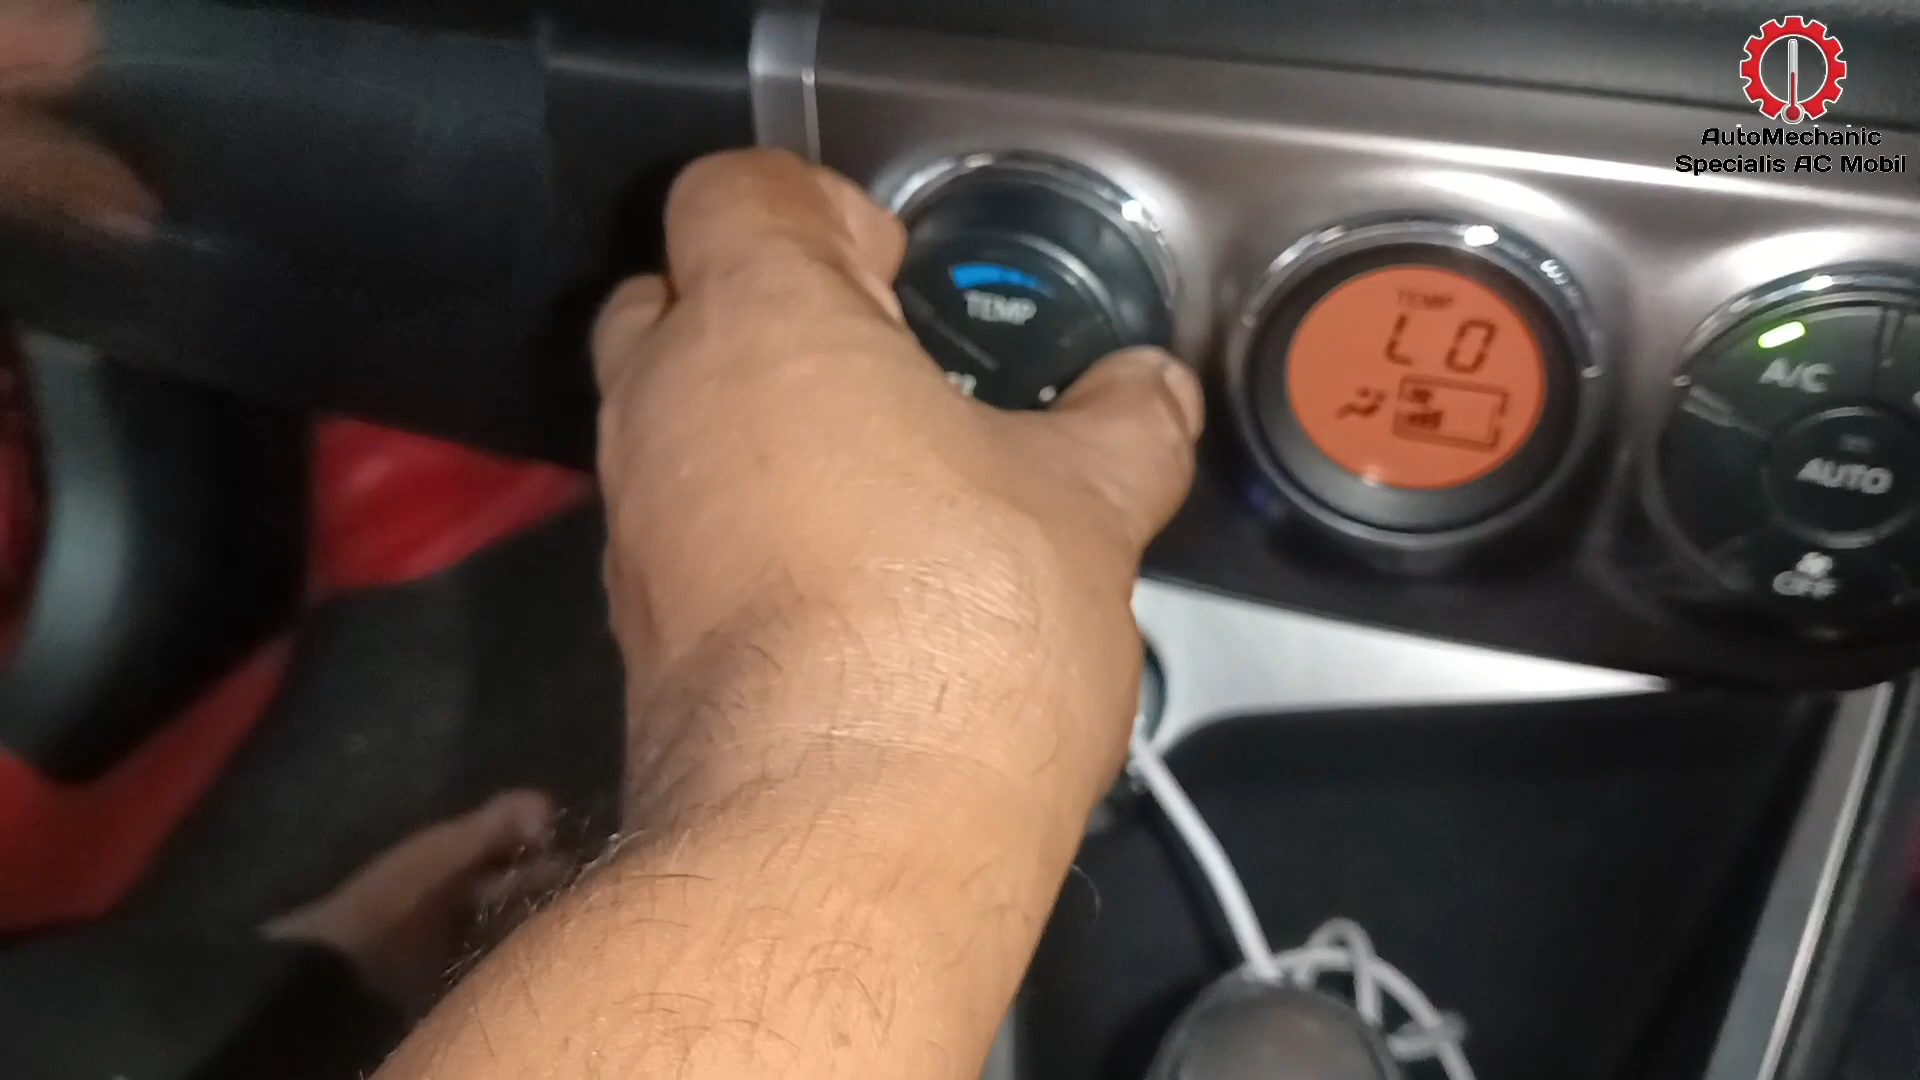 AutoMechanic
Specialis AC Mobil
TEMP
TEMP
LO
A/C
AUTO
OFF